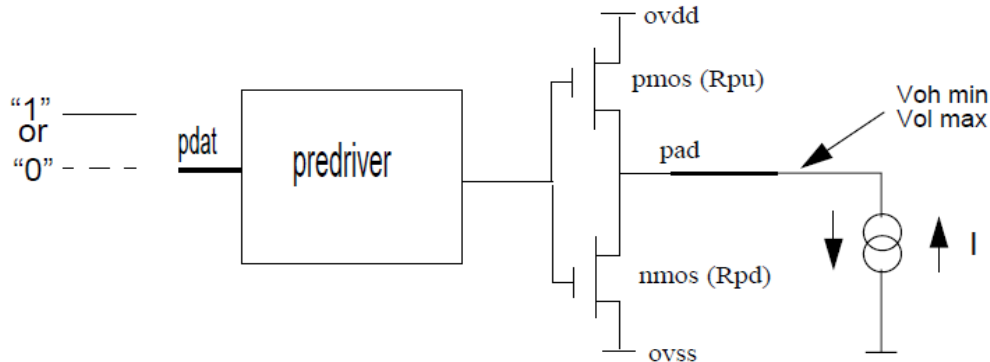 ovdd
pmos (Rpu)
Voh min
Vol max
“1”
or
“0”
pdat
predriver
pad
I
nmos (Rpd)
ovss